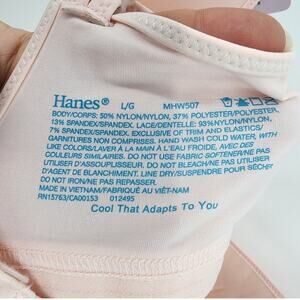 Hanes® L/G MHW507
BODY/CORPS: 50% NYLON/NYLON, 37% POLYESTER/POLYESTER,
13% SPANDEX/SPANDEX. LACE/DENTELLE: 93%NYLON/NYLON,
7% SPANDEX/SPANDEX. EXCLUSIVE OF TRIM AND ELASTICS/
GARNITURES NON COMPRISES. HAND WASH COLD WATER, WITH
LIKE COLORS/LAVER À LA MAIN À L'EAU FROIDE, AVEC DES
COULEURS SIMILAIRES. DO NOT USE FABRIC SOFTENER/NE PAS
UTILISER D'ASSOUPLISSEUR. DO NOT BLEACH/NE PAS UTILISER
D'AGENT DE BLANCHIMENT. LINE DRY/SUSPENDRE POUR SÉCHER
DO NOT IRON/NE PAS REPASSER.
MADE IN VIETNAM/FABRIQUÉ AU VIÊT-NAM
RN15763/CA00153 012495
Cool That Adapts To You